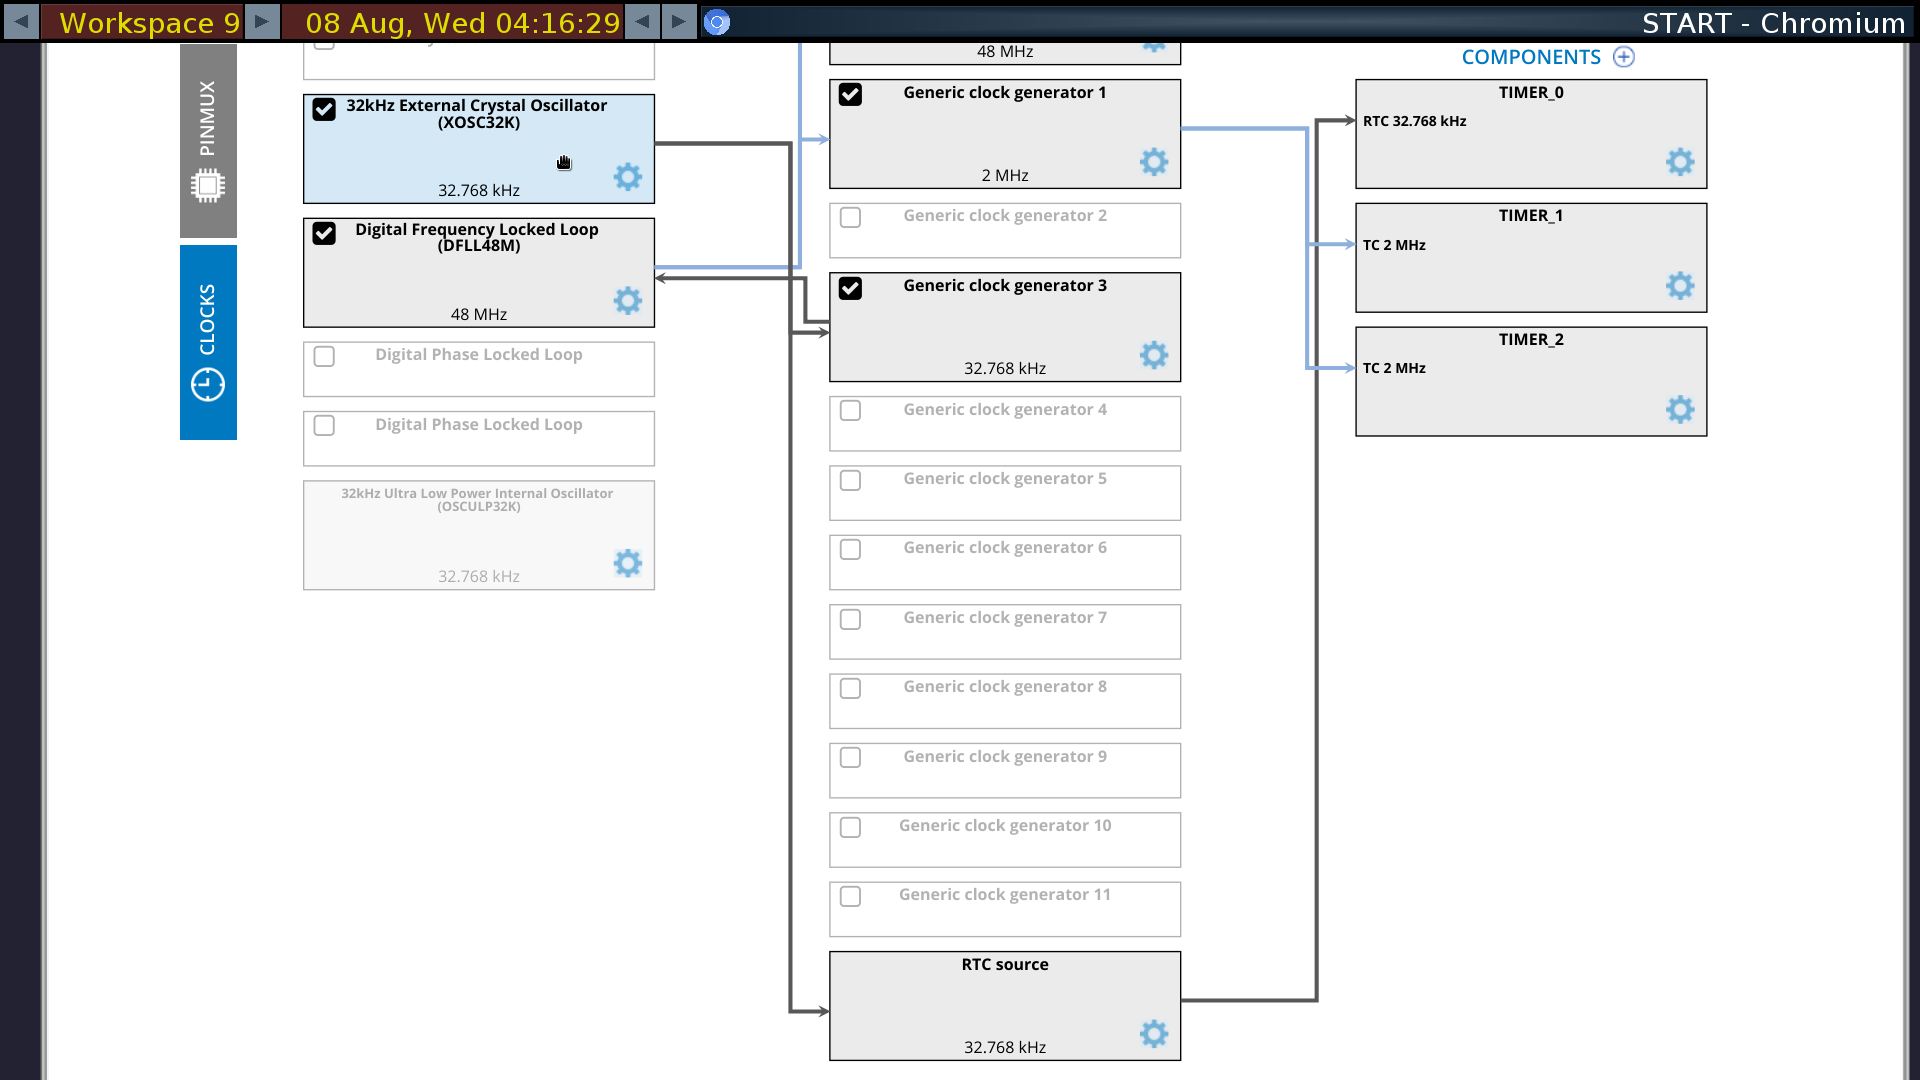 Workspace 9
08 Aug, Wed 04:16:29
START - Chromium
PINMUX
CLOCKS
32kHz External Crystal Oscillator
(XOSC32K)
32.768 kHz
Digital Frequency Locked Loop
(DFLL48M)
48 MHz
Digital Phase Locked Loop
Digital Phase Locked Loop
32kHz Ultra Low Power Internal Oscillator
(OSCULP32K)
32.768 kHz
48 MHz
Generic clock generator 1
2 MHz
Generic clock generator 2
Generic clock generator 3
32.768 kHz
Generic clock generator 4
Generic clock generator 5
Generic clock generator 6
Generic clock generator 7
Generic clock generator 8
Generic clock generator 9
Generic clock generator 10
Generic clock generator 11
RTC source
32.768 kHz
COMPONENTS
TIMER_0
RTC 32.768 kHz
TIMER_1
TC 2 MHz
TIMER_2
TC 2 MHz